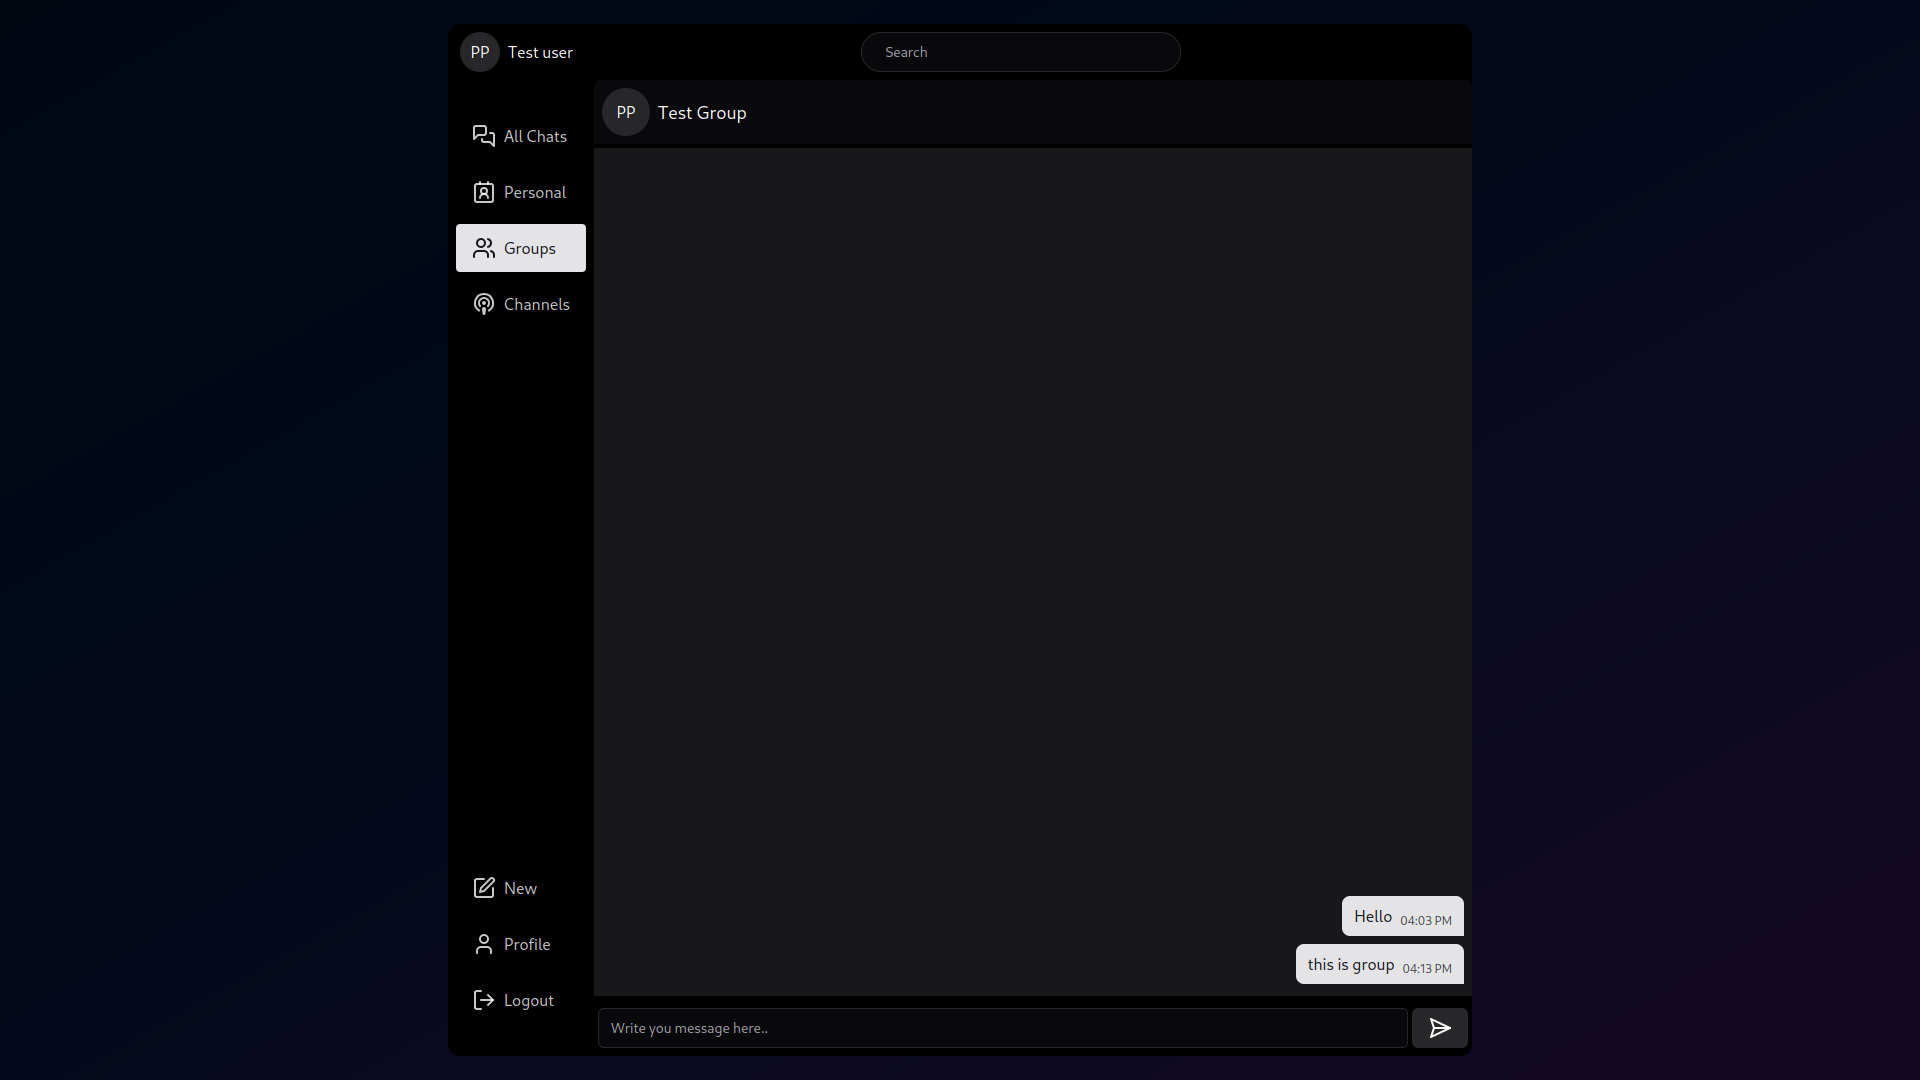 PP Test user
Search
PP Test Group
All Chats
Personal
Groups
Channels
Hello 04:03 PM
this is group 04:13 PM
New
Profile
Logout
Write you message here..